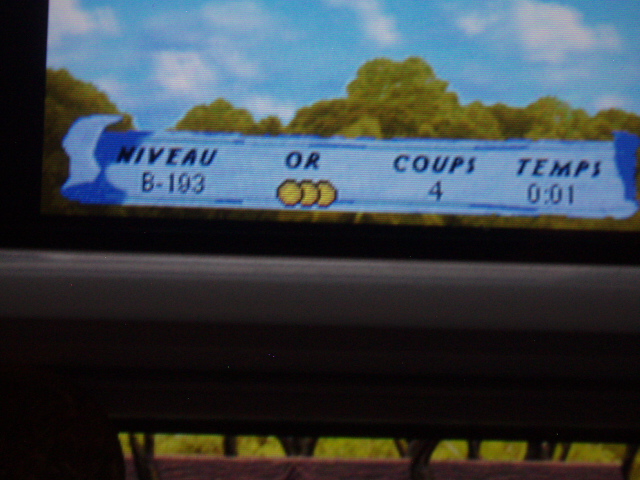 NIVEAU OR COUPS TEMPS
B-193 4 0:01